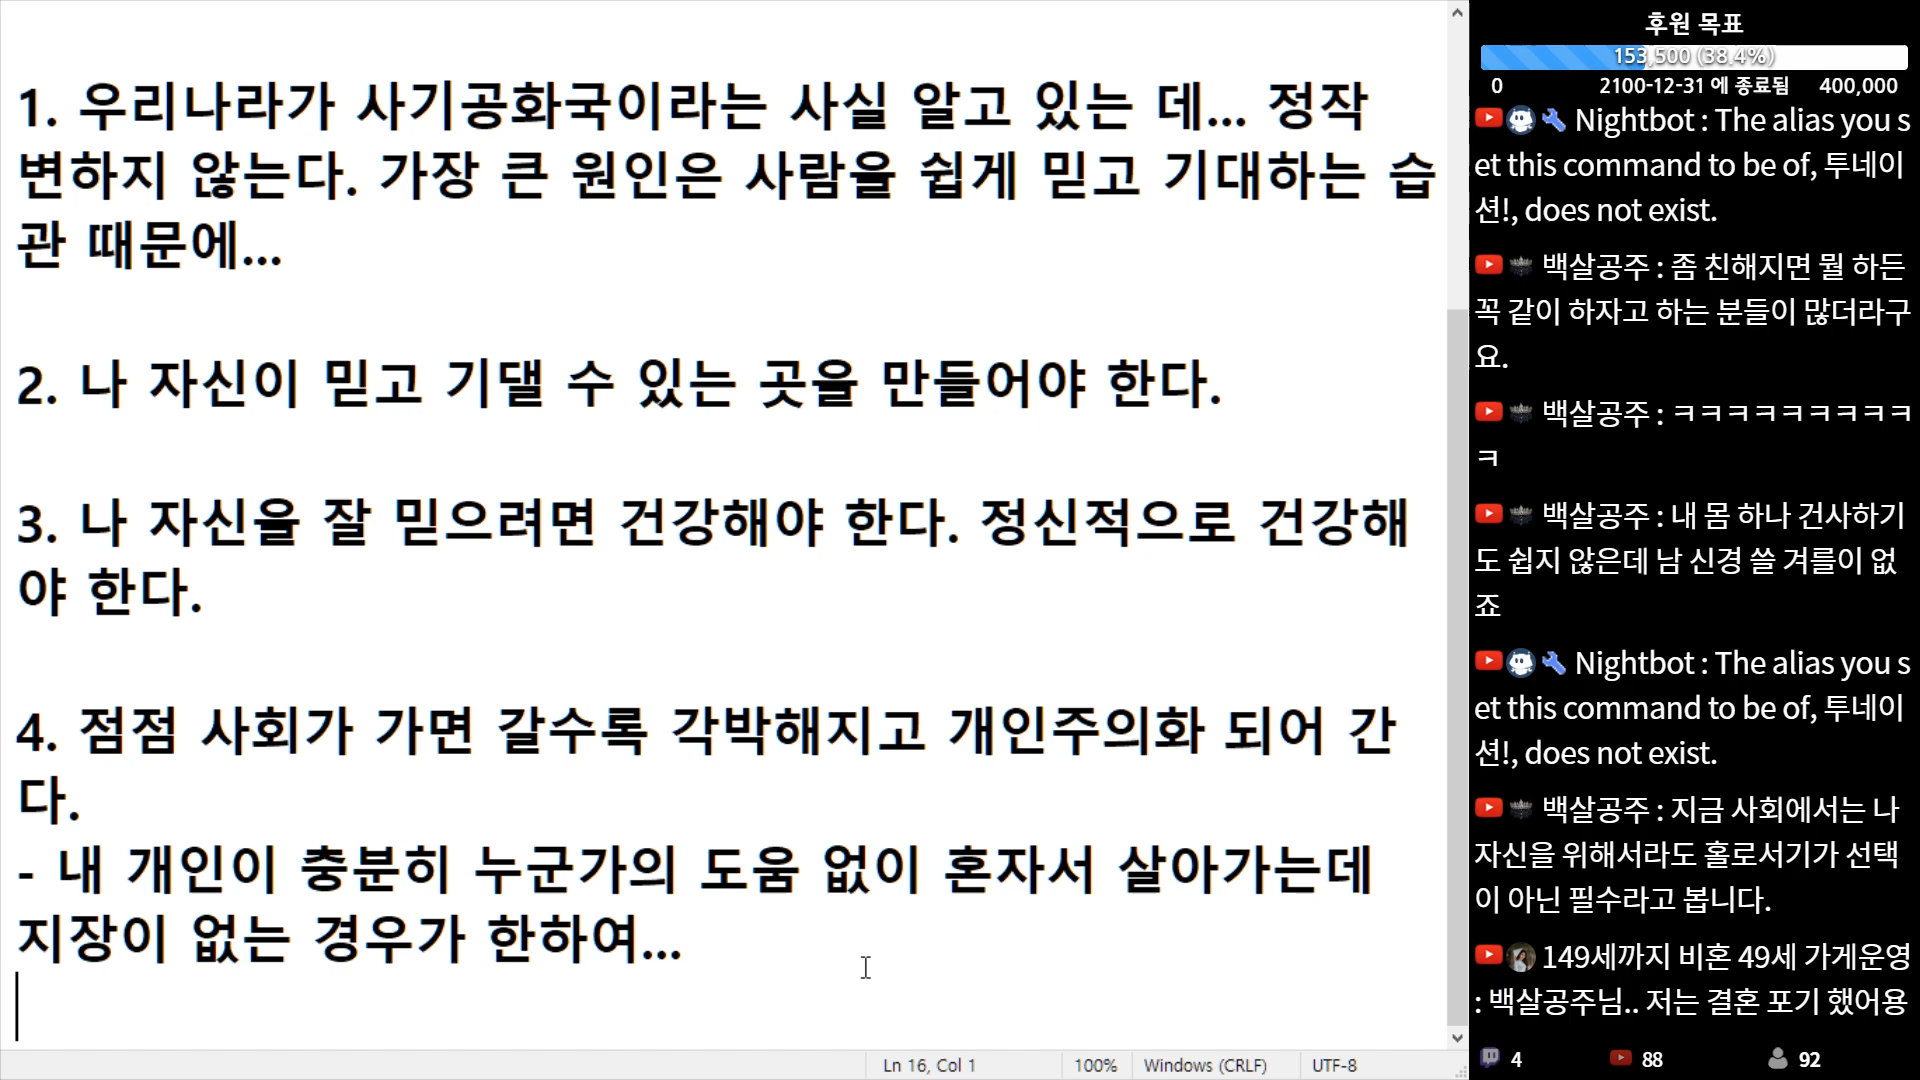 1. 우리나라가 사기공화국이라는 사실 알고 있는 데... 정작
변하지 않는다. 가장 큰 원인은 사람을 쉽게 믿고 기대하는 습
관 때문에...
2. 나 자신이 믿고 기댈 수 있는 곳을 만들어야 한다.
3. 나 자신을 잘 믿으려면 건강해야 한다. 정신적으로 건강해
야 한다.
4. 점점 사회가 가면 갈수록 각박해지고 개인주의화 되어 간
다.
- 내 개인이 충분히 누군가의 도움 없이 혼자서 살아가는데
지장이 없는 경우가 한하여...
Ln 16, Col 1 100% Windows (CRLF) UTF-8
후원 목표
153,500 (38.4%)
0 2100-12-31 에 종료됨 400,000
Nightbot : The alias you s
et this command to be of, 투네이
션!, does not exist.
백살공주 : 좀 친해지면 뭘 하든
꼭 같이 하자고 하는 분들이 많더라구
요.
백살공주 : ㅋㅋㅋㅋㅋㅋㅋㅋㅋ
ㅋ
백살공주 : 내 몸 하나 건사하기
도 쉽지 않은데 남 신경 쓸 겨를이 없
죠
Nightbot : The alias you s
et this command to be of, 투네이
션!, does not exist.
백살공주 : 지금 사회에서는 나
자신을 위해서라도 홀로서기가 선택
이 아닌 필수라고 봅니다.
149세까지 비혼 49세 가게운영
: 백살공주님.. 저는 결혼 포기 했어용
4 88 92